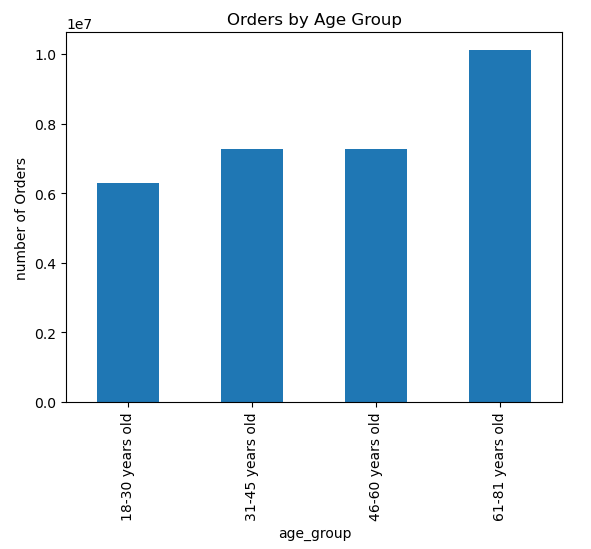 Orders by Age Group
1e7
1.0
0.8
0.6
0.4
0.2
0.0
number of Orders
18-30 years old
31-45 years old
46-60 years old
61-81 years old
age_group